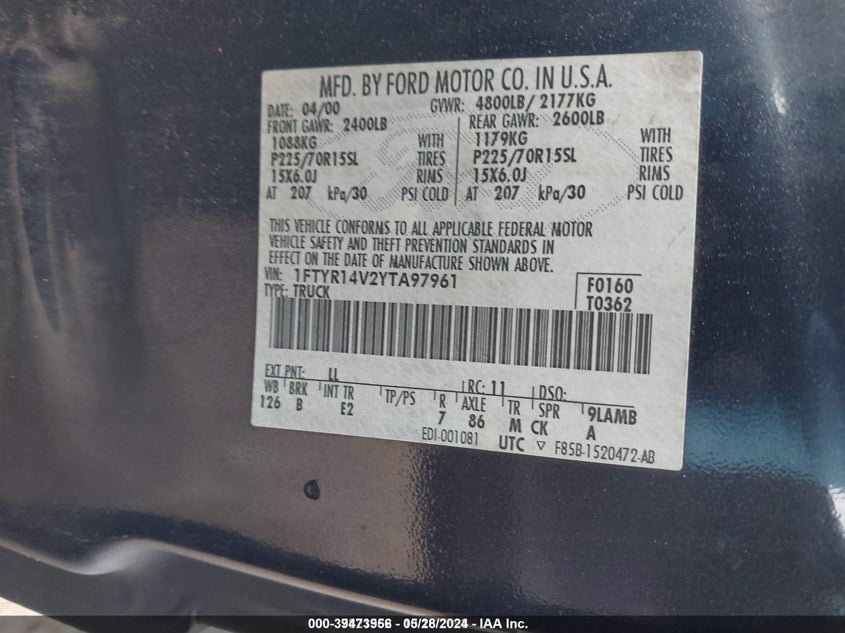 MFD. BY FORD MOTOR CO. IN U.S.A.
DATE: 04/00 GVWR: 4800LB/ 2177KG
FRONT GAWR: 2400LB REAR GAWR: 2600LB
1088KG WITH 1179KG WITH
P225/70R15SL TIRES P225/70R15SL TIRES
15X6.0J RIMS 15X6.0J RIMS
AT 207 kPa/30 PSI COLD AT 207 kPa/30 PSI COLD
THIS VEHICLE CONFORMS TO ALL APPLICABLE FEDERAL MOTOR
VEHICLE SAFETY AND THEFT PREVENTION STANDARDS IN
EFFECT ON THE DATE OF MANUFACTURE SHOWN ABOVE.
VIN: 1FTYR14V2YTA97961 F0160
TYPE: TRUCK T0362
EXT PNT: LL RC: 11 DSO:
WB BRK INT TR TP/PS R AXLE TR SPR 9LAMB
126 B E2 7 86 M CK A
EDI-001081 UTC ▽ F85B-1520472-AB
000-39473956 - 05/28/2024 - IAA Inc.